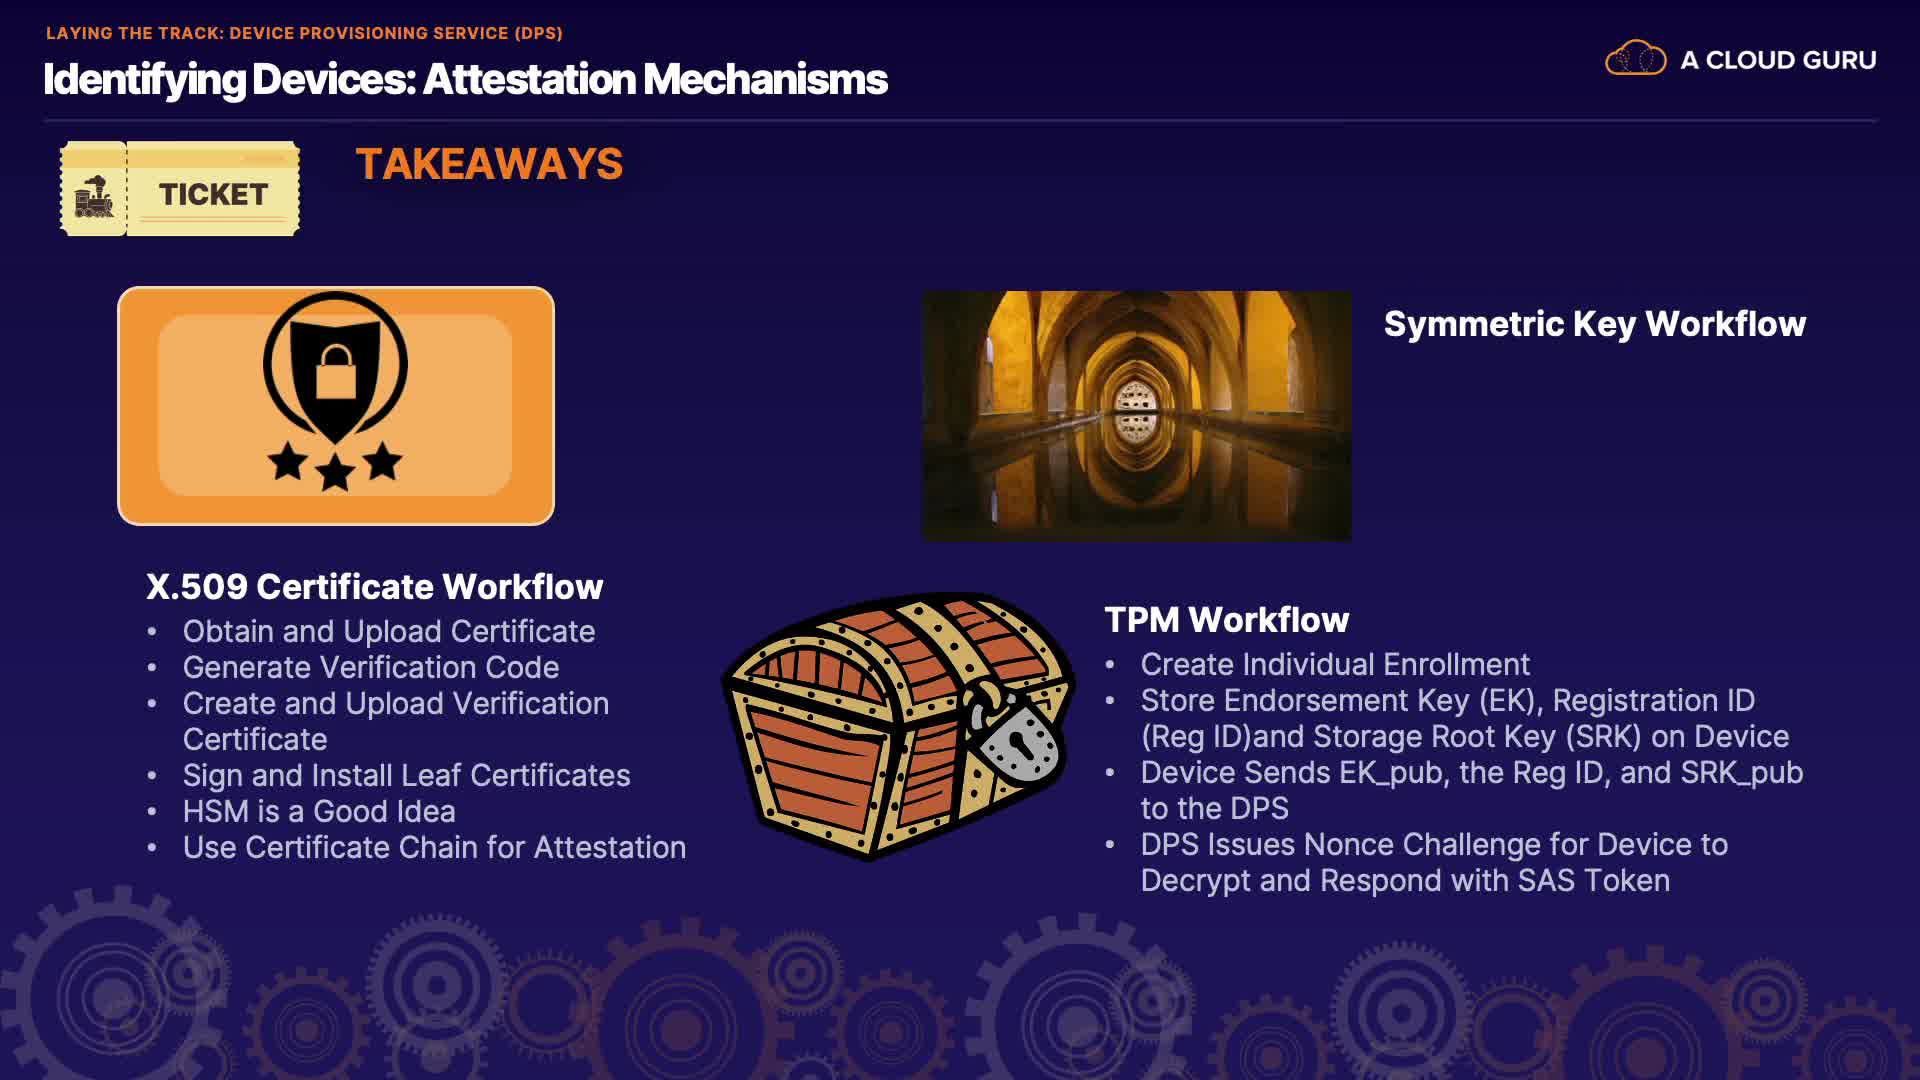 LAYING THE TRACK: DEVICE PROVISIONING SERVICE (DPS)
Identifying Devices: Attestation Mechanisms
A CLOUD GURU
TICKET
TAKEAWAYS
X.509 Certificate Workflow
• Obtain and Upload Certificate
• Generate Verification Code
• Create and Upload Verification
Certificate
• Sign and Install Leaf Certificates
• HSM is a Good Idea
• Use Certificate Chain for Attestation
Symmetric Key Workflow
TPM Workflow
• Create Individual Enrollment
• Store Endorsement Key (EK), Registration ID
(Reg ID)and Storage Root Key (SRK) on Device
• Device Sends EK_pub, the Reg ID, and SRK_pub
to the DPS
• DPS Issues Nonce Challenge for Device to
Decrypt and Respond with SAS Token